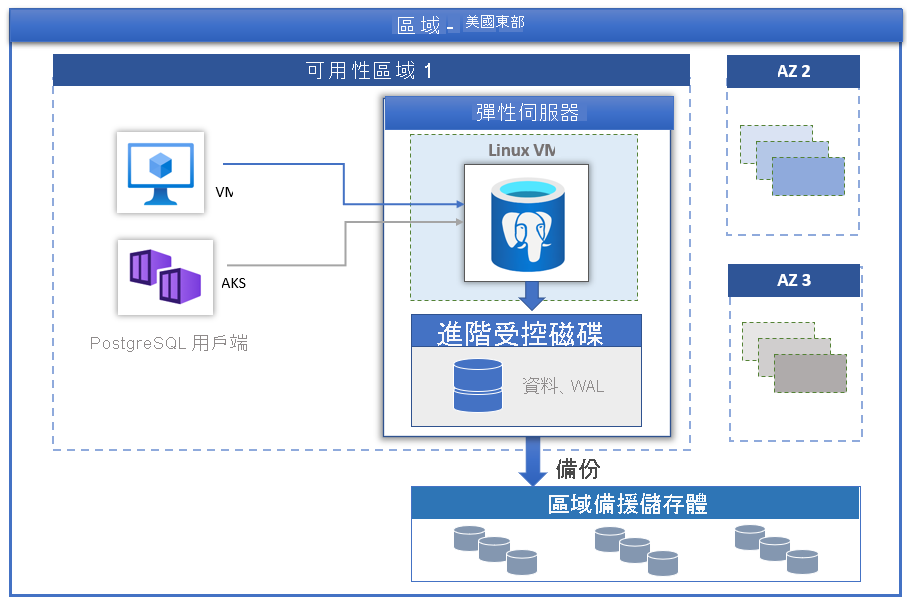 區域 - 美國東部
可用性區域 1
AZ 2
彈性伺服器
Linux VM
VM
AKS
PostgreSQL 用戶端
AZ 3
進階受控磁碟
資料、WAL
備份
區域備援儲存體